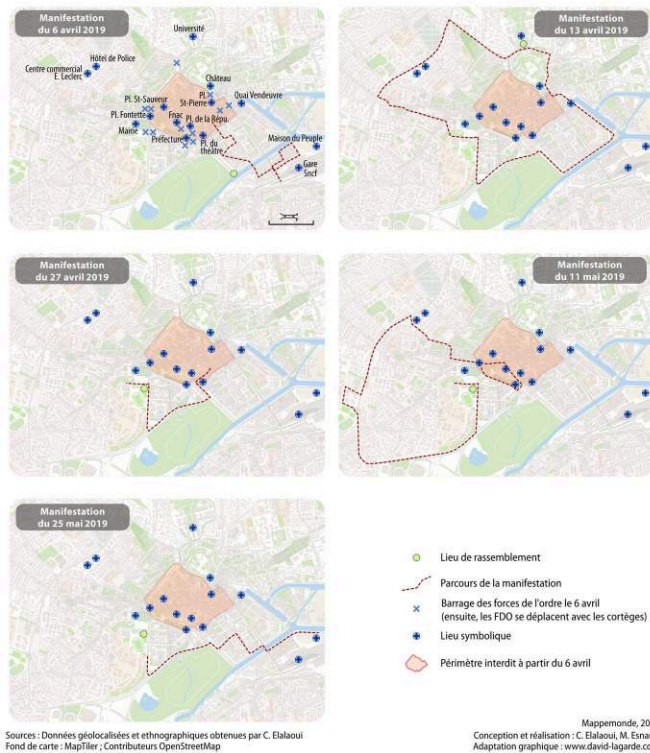 Manifestation
du 6 avril 2019
Université
Hôtel de Police
Centre commercial
E. Leclerc
Château
Pl.
St-Pierre
Quai Vendeuvre
Pl. St-Sauveur
Pl. Fontette
Fnac
Pl. de la Répu.
Mairie
Préfecture
Pl. du
théâtre
Maison du Peuple
Gare
Sncf
Manifestation
du 13 avril 2019
Manifestation
du 27 avril 2019
Manifestation
du 11 mai 2019
Manifestation
du 25 mai 2019
Lieu de rassemblement
Parcours de la manifestation
Barrage des forces de l'ordre le 6 avril
(ensuite, les FDO se déplacent avec les cortèges)
Lieu symbolique
Périmètre interdit à partir du 6 avril
Sources : Données géolocalisées et ethnographiques obtenues par C. Elalaoui
Fond de carte : MapTiler ; Contributeurs OpenStreetMap
Mappemonde, 20
Conception et réalisation : C. Elalaoui, M. Esna
Adaptation graphique : www.david-lagarde.co